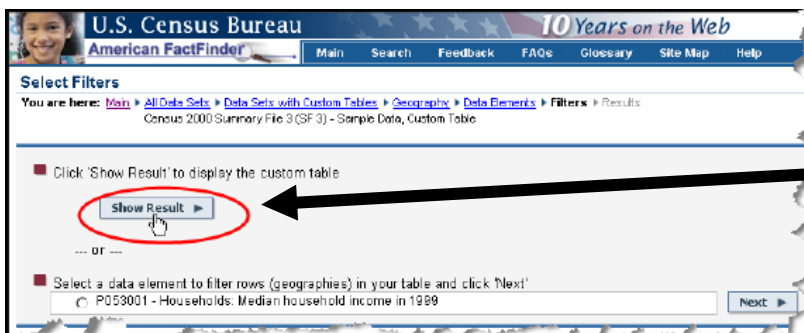 U.S. Census Bureau
10 Years on the Web
American FactFinder
Main Search Feedback FAQs Glossary Site Map Help
Select Filters
You are here: Main ▶ All Data Sets ▶ Data Sets with Custom Tables ▶ Geography ▶ Data Elements ▶ Filters ▶ Results
Census 2000 Summary File 3 (SF 3) - Sample Data, Custom Table
Click 'Show Result' to display the custom table
Show Result ▶
--- or ---
Select a data element to filter rows (geographies) in your table and click 'Next'
P053001 - Households: Median household income in 1999
Next ▶